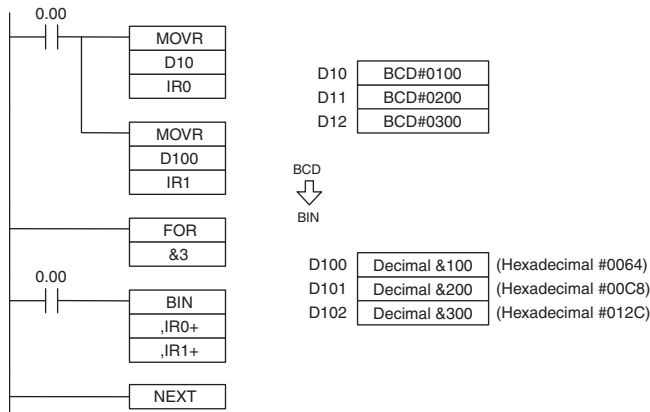 0.00
MOVR
D10
IR0
MOVR
D100
IR1
FOR
&3
0.00
BIN
,IR0+
,IR1+
NEXT
D10 BCD#0100
D11 BCD#0200
D12 BCD#0300
BCD
BIN
D100 Decimal &100 (Hexadecimal #0064)
D101 Decimal &200 (Hexadecimal #00C8)
D102 Decimal &300 (Hexadecimal #012C)